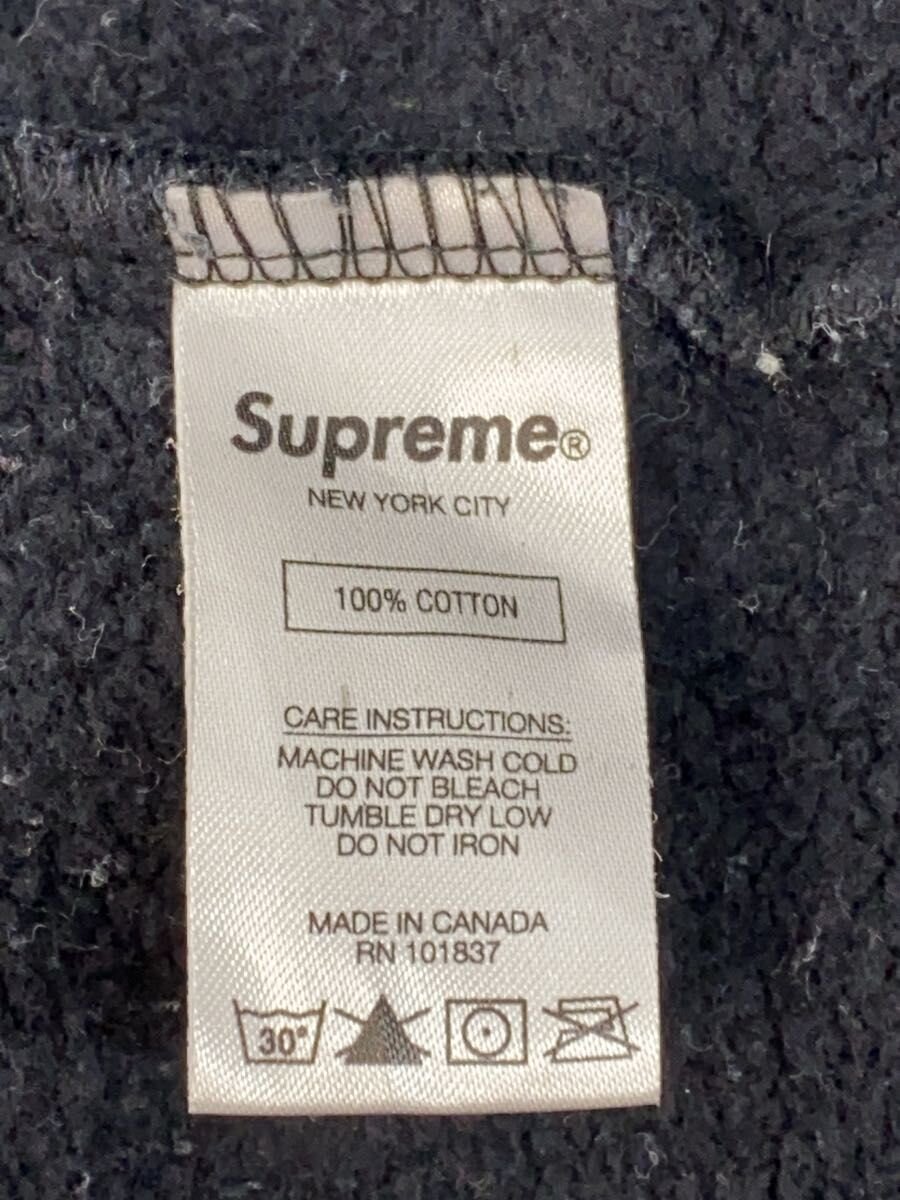 Supreme®
NEW YORK CITY
100% COTTON
CARE INSTRUCTIONS:
MACHINE WASH COLD
DO NOT BLEACH
TUMBLE DRY LOW
DO NOT IRON
MADE IN CANADA
RN 101837
30°